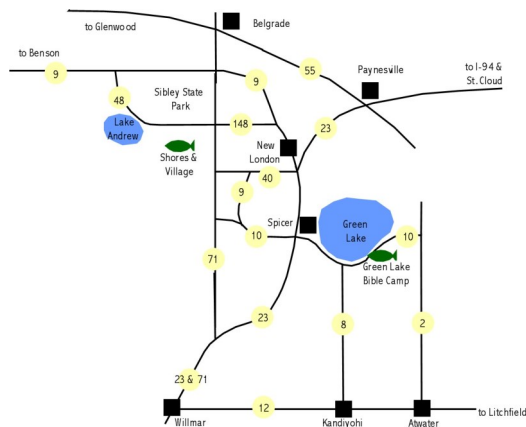 to Glenwood
Belgrade
to Benson
9
55
Paynesville
to I-94 &
St. Cloud
Sibley State
Park
9
48
Lake
Andrew
148
23
New
London
Shores &
Village
40
9
Spicer
Green
Lake
10
10
71
Green Lake
Bible Camp
23
8
2
23 & 71
12
to Litchfield
Willmar
Kandiyohi
Atwater